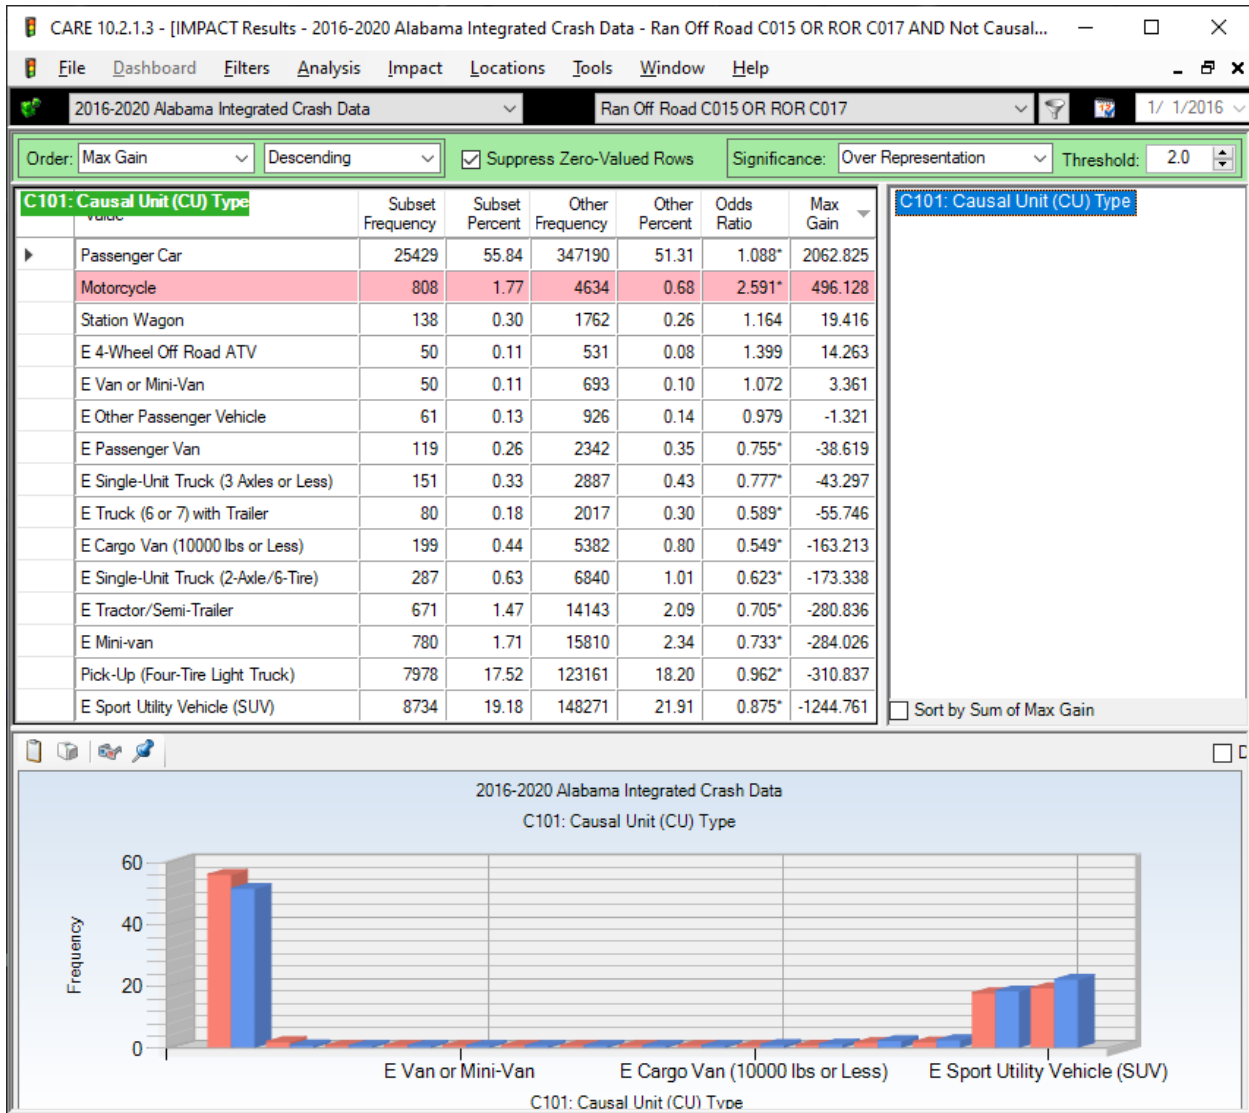 CARE 10.2.1.3 - [IMPACT Results - 2016-2020 Alabama Integrated Crash Data - Ran Off Road C015 OR ROR C017 AND Not Causal...
File Dashboard Filters Analysis Impact Locations Tools Window Help
2016-2020 Alabama Integrated Crash Data Ran Off Road C015 OR ROR C017 1/ 1/2016
Order: Max Gain Descending Suppress Zero-Valued Rows Significance: Over Representation Threshold: 2.0
C101: Causal Unit (CU) Type
Value Subset Frequency Subset Percent Other Frequency Other Percent Odds Ratio Max Gain
Passenger Car 25429 55.84 347190 51.31 1.088* 2062.825
Motorcycle 808 1.77 4634 0.68 2.591* 496.128
Station Wagon 138 0.30 1762 0.26 1.164 19.416
E 4-Wheel Off Road ATV 50 0.11 531 0.08 1.399 14.263
E Van or Mini-Van 50 0.11 693 0.10 1.072 3.361
E Other Passenger Vehicle 61 0.13 926 0.14 0.979 -1.321
E Passenger Van 119 0.26 2342 0.35 0.755* -38.619
E Single-Unit Truck (3 Axles or Less) 151 0.33 2887 0.43 0.777* -43.297
E Truck (6 or 7) with Trailer 80 0.18 2017 0.30 0.589* -55.746
E Cargo Van (10000 lbs or Less) 199 0.44 5382 0.80 0.549* -163.213
E Single-Unit Truck (2-Axle/6-Tire) 287 0.63 6840 1.01 0.623* -173.338
E Tractor/Semi-Trailer 671 1.47 14143 2.09 0.705* -280.836
E Mini-van 780 1.71 15810 2.34 0.733* -284.026
Pick-Up (Four-Tire Light Truck) 7978 17.52 123161 18.20 0.962* -310.837
E Sport Utility Vehicle (SUV) 8734 19.18 148271 21.91 0.875* -1244.761
C101: Causal Unit (CU) Type
Sort by Sum of Max Gain
D
2016-2020 Alabama Integrated Crash Data
C101: Causal Unit (CU) Type
Frequency
60
40
20
0
E Van or Mini-Van E Cargo Van (10000 lbs or Less) E Sport Utility Vehicle (SUV)
C101: Causal Unit (CU) Type